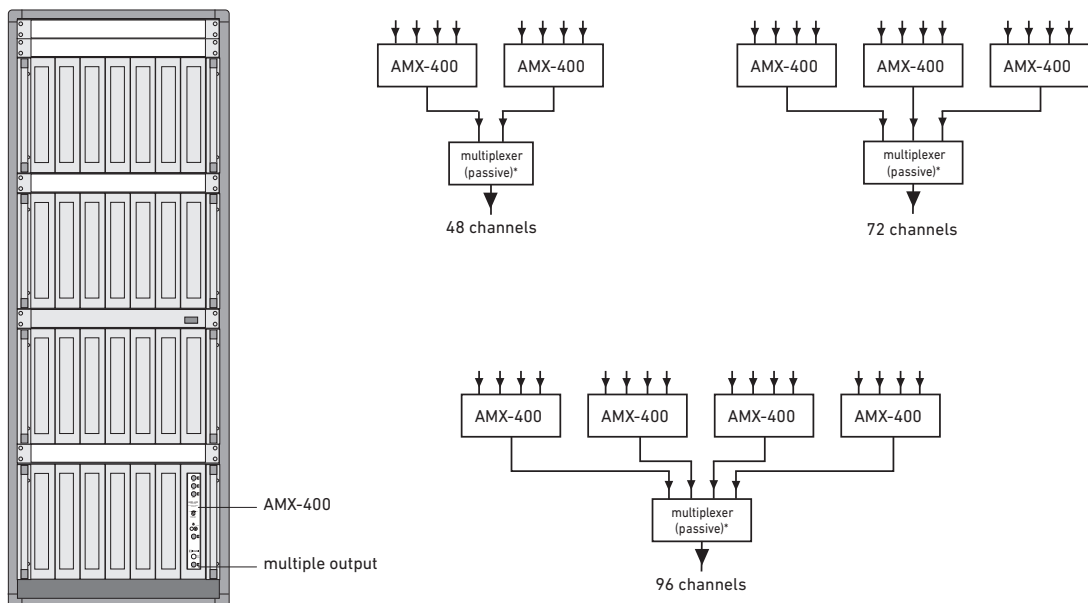 AMX-400 AMX-400
multiplexer
(passive)*
48 channels
AMX-400 AMX-400 AMX-400
multiplexer
(passive)*
72 channels
AMX-400 AMX-400 AMX-400 AMX-400
multiplexer
(passive)*
96 channels
AMX-400
multiple output